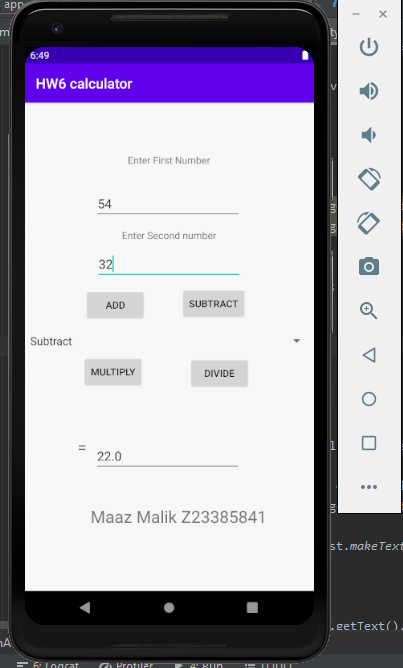 app
6:49
HW6 calculator
Enter First Number
54
Enter Second number
32
ADD
SUBTRACT
Subtract
MULTIPLY
DIVIDE
=
22.0
Maaz Malik Z23385841
st.makeText
.getText().
6: Logcat Profiler 4: Run TODO